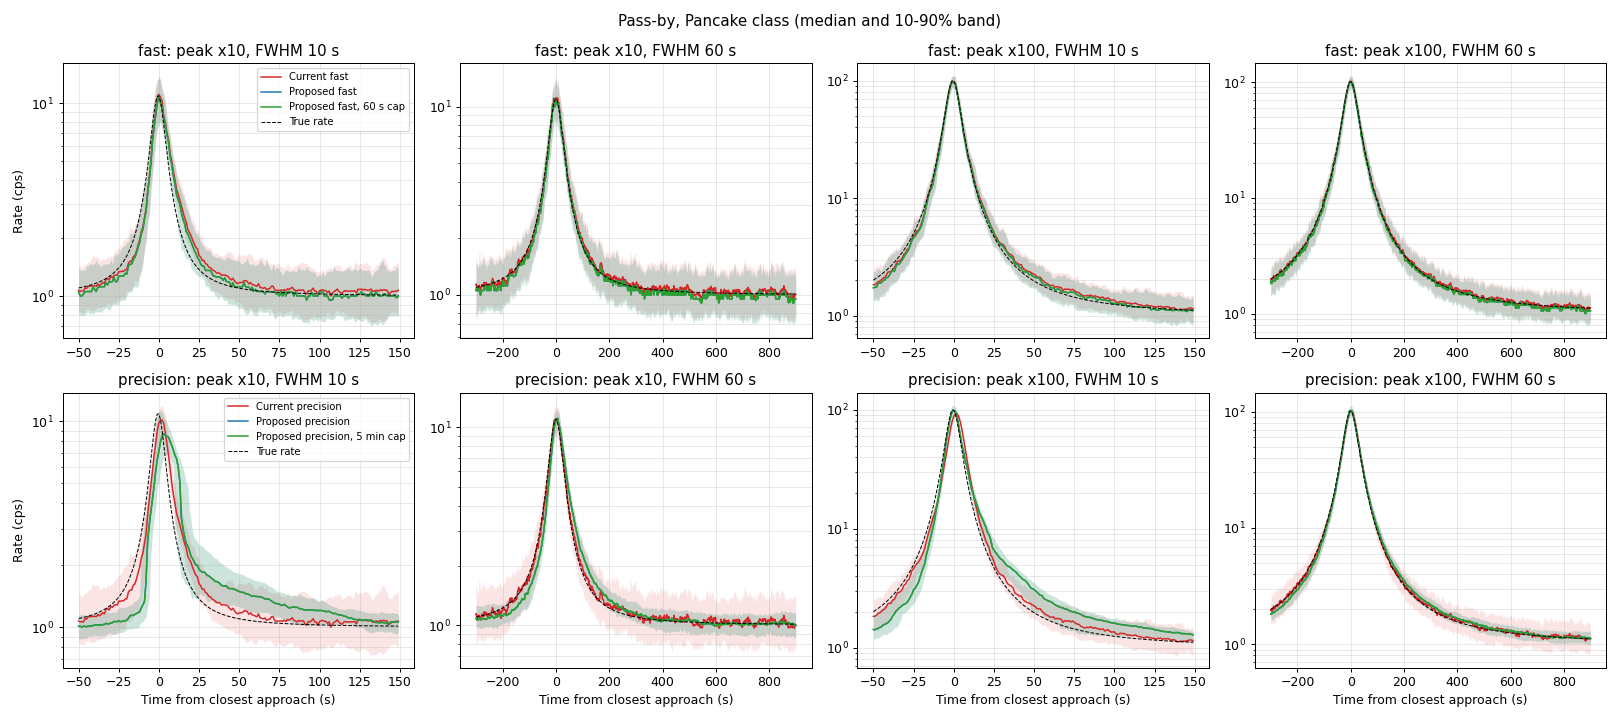 Pass-by, Pancake class (median and 10-90% band)
fast: peak x10, FWHM 10 s
fast: peak x10, FWHM 60 s
fast: peak x100, FWHM 10 s
fast: peak x100, FWHM 60 s
Rate (cps)
10¹
10⁰
Current fast
Proposed fast
Proposed fast, 60 s cap
True rate
−50 −25 0 25 50 75 100 125 150
10¹
10⁰
−200 0 200 400 600 800
10²
10¹
10⁰
−50 −25 0 25 50 75 100 125 150
10²
10¹
10⁰
−200 0 200 400 600 800
precision: peak x10, FWHM 10 s
precision: peak x10, FWHM 60 s
precision: peak x100, FWHM 10 s
precision: peak x100, FWHM 60 s
Rate (cps)
10¹
10⁰
Current precision
Proposed precision
Proposed precision, 5 min cap
True rate
−50 −25 0 25 50 75 100 125 150
Time from closest approach (s)
10¹
10⁰
−200 0 200 400 600 800
Time from closest approach (s)
10²
10¹
10⁰
−50 −25 0 25 50 75 100 125 150
Time from closest approach (s)
10²
10¹
10⁰
−200 0 200 400 600 800
Time from closest approach (s)